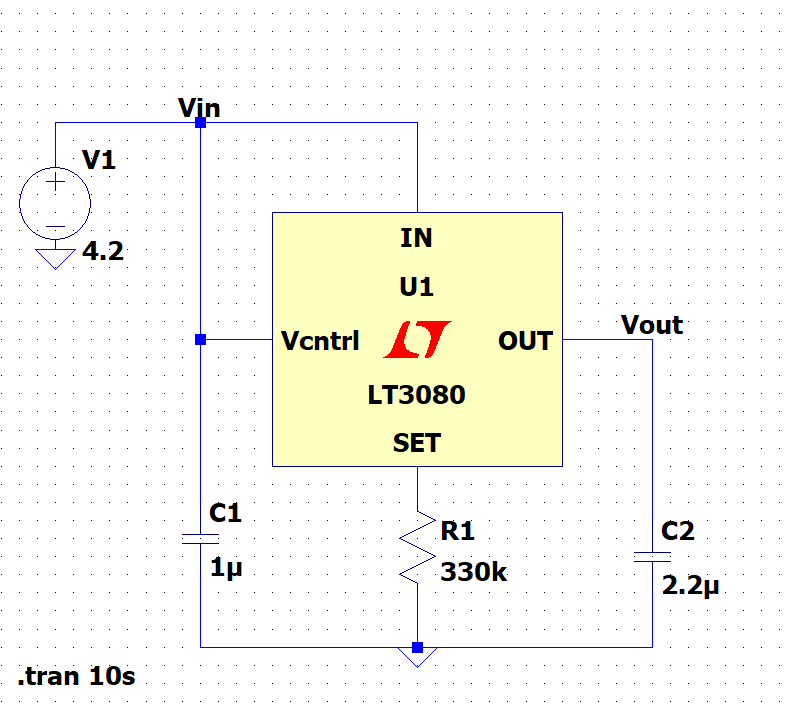 Vin
V1
4.2
IN
U1
Vcntrl
OUT
Vout
LT3080
SET
C1
1µ
R1
330k
C2
2.2µ
.tran 10s